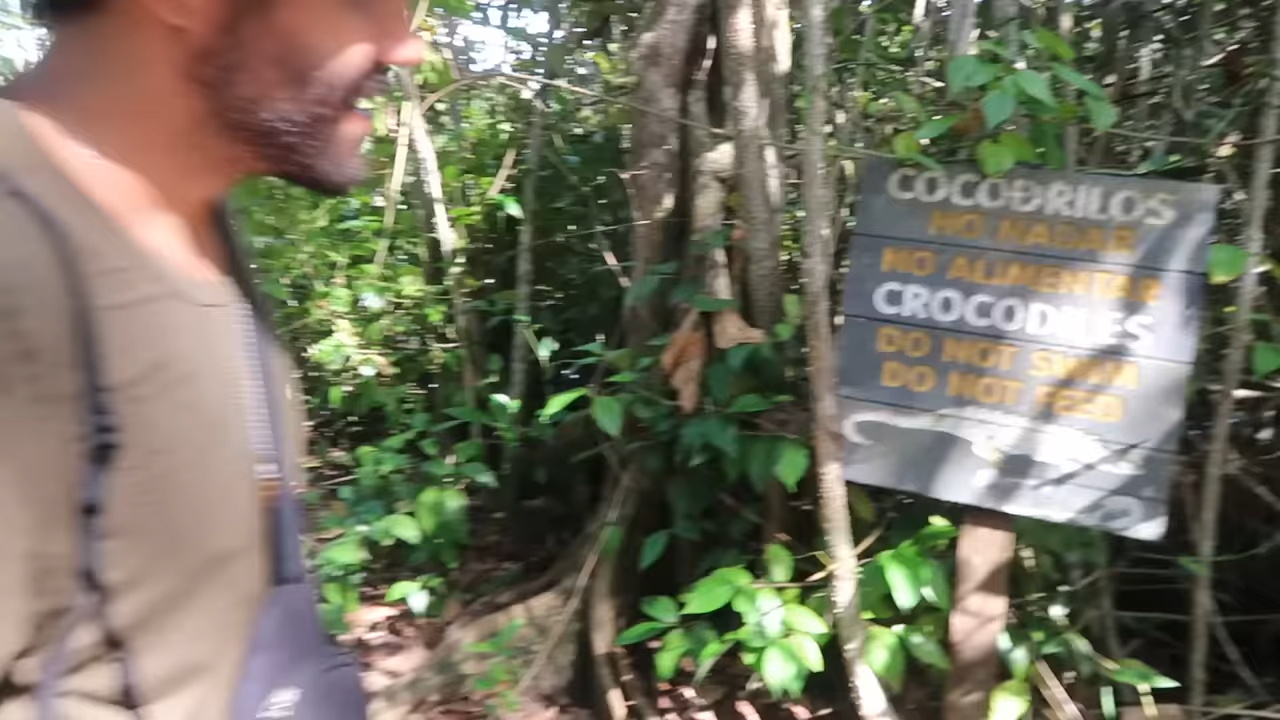 COCODRILOS
NO NADAR
NO ALIMENTAR
CROCODILES
DO NOT SWIM
DO NOT FEED